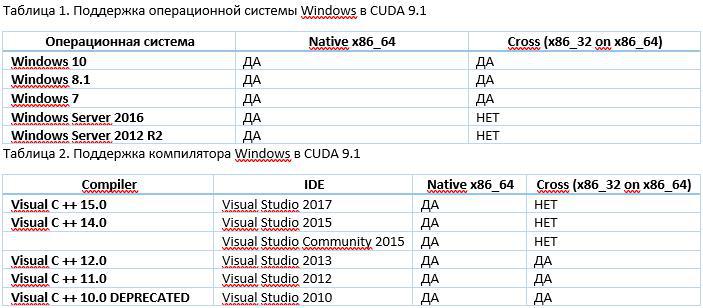 Таблица 1. Поддержка операционной системы Windows в CUDA 9.1
Операционная система Native x86_64 Cross (x86_32 on x86_64)
Windows 10 ДА ДА
Windows 8.1 ДА ДА
Windows 7 ДА ДА
Windows Server 2016 ДА НЕТ
Windows Server 2012 R2 ДА НЕТ
Таблица 2. Поддержка компилятора Windows в CUDA 9.1
Compiler IDE Native x86_64 Cross (x86_32 on x86_64)
Visual C ++ 15.0 Visual Studio 2017 ДА НЕТ
Visual C ++ 14.0 Visual Studio 2015 ДА НЕТ
Visual Studio Community 2015 ДА НЕТ
Visual C ++ 12.0 Visual Studio 2013 ДА ДА
Visual C ++ 11.0 Visual Studio 2012 ДА ДА
Visual C ++ 10.0 DEPRECATED Visual Studio 2010 ДА ДА